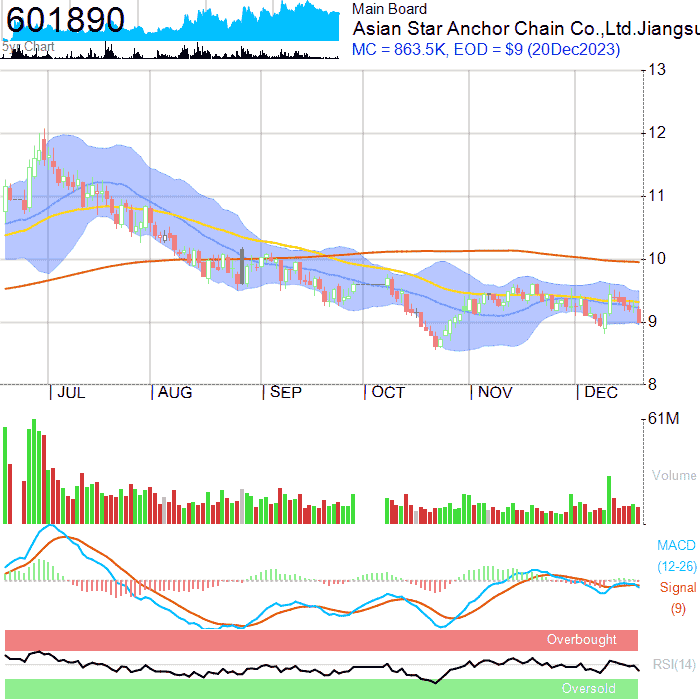 601890
5yr Chart
Main Board
Asian Star Anchor Chain Co.,Ltd.Jiangsu
MC = 863.5K, EOD = $9 (20Dec2023)
13
12
11
10
9
8
JUL
AUG
SEP
OCT
NOV
DEC
61M
Volume
MACD
(12-26)
Signal
(9)
Overbought
RSI(14)
Oversold